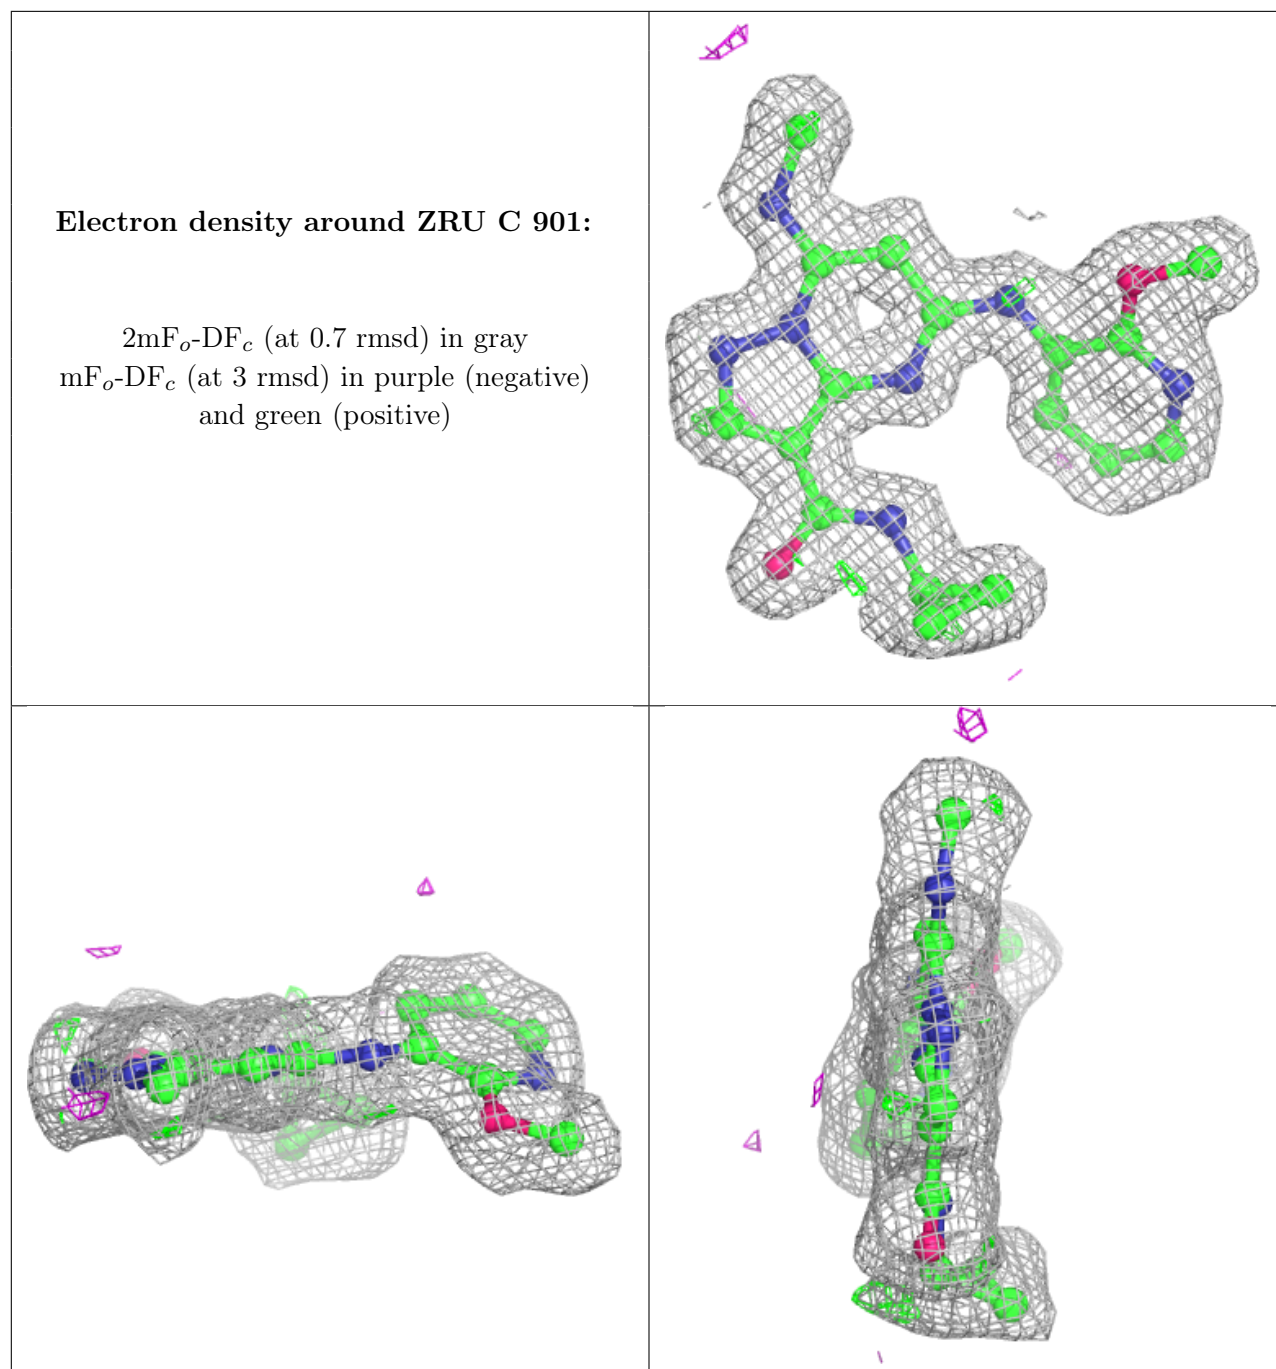 Electron density around ZRU C 901:
2mFo-DFc (at 0.7 rmsd) in gray
mFo-DFc (at 3 rmsd) in purple (negative)
and green (positive)